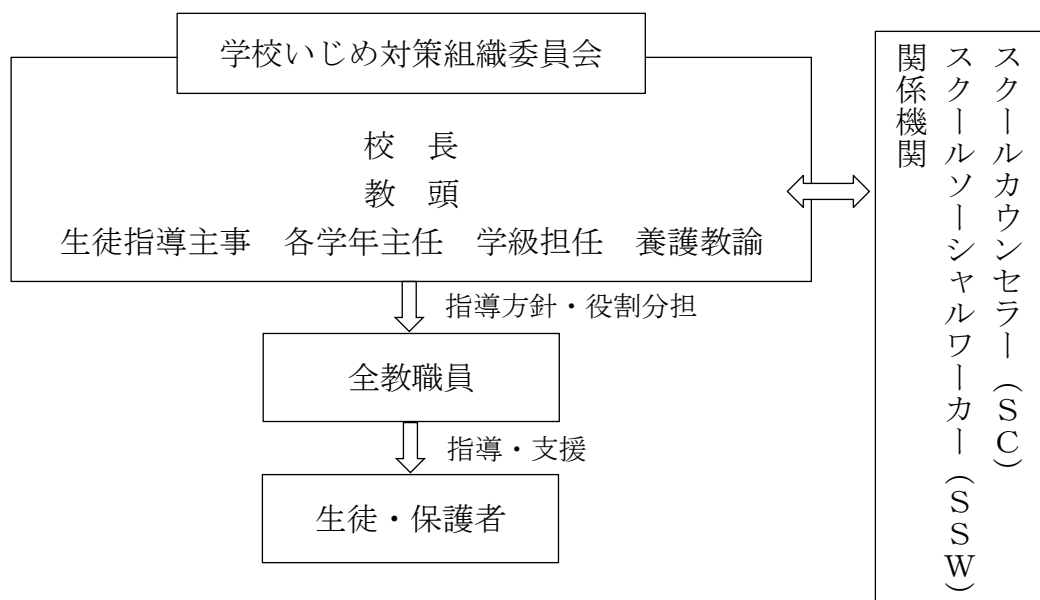 学校いじめ対策組織委員会
校　長
教　頭
生徒指導主事　各学年主任　学級担任　養護教諭
指導方針・役割分担
全教職員
指導・支援
生徒・保護者
スクールカウンセラー（ＳＣ）
スクールソーシャルワーカー（ＳＳＷ）
関係機関